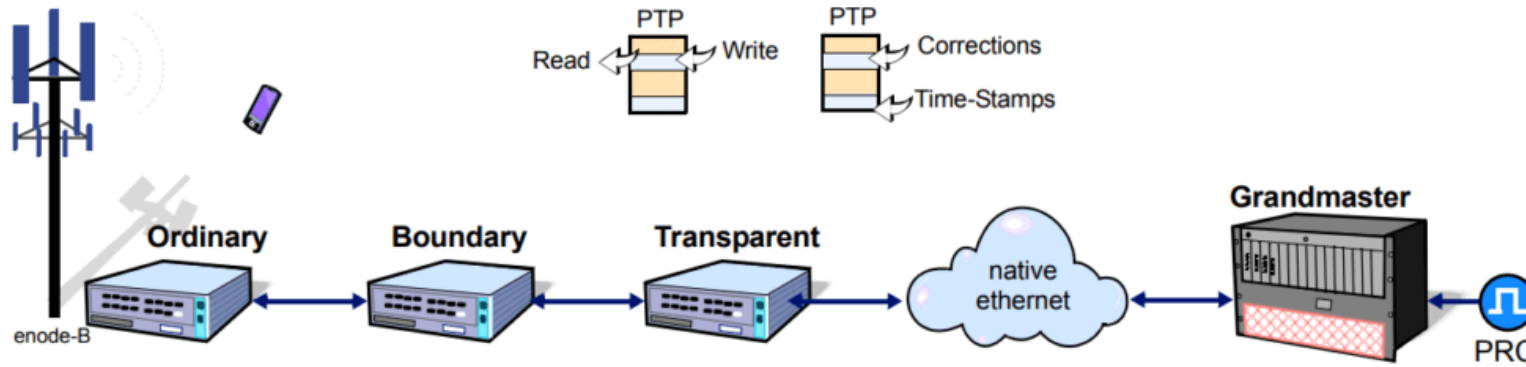 PTP
PTP
Read
Write
Corrections
Time-Stamps
Grandmaster
Ordinary
Boundary
Transparent
native
ethernet
enode-B